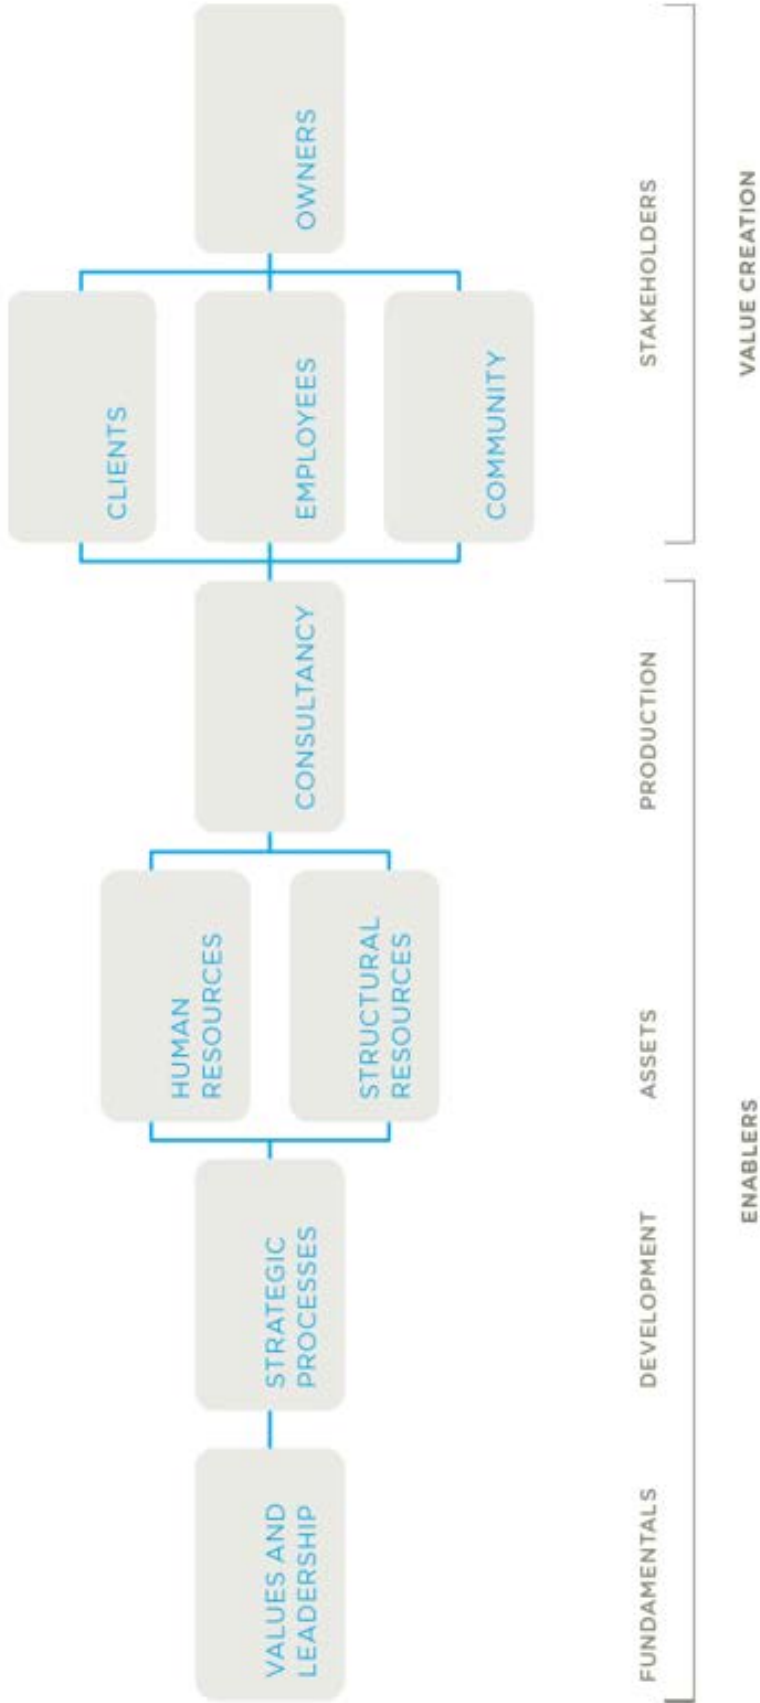 VALUES AND
LEADERSHIP
STRATEGIC
PROCESSES
HUMAN
RESOURCES
STRUCTURAL
RESOURCES
CONSULTANCY
CLIENTS
EMPLOYEES
COMMUNITY
OWNERS
FUNDAMENTALS
DEVELOPMENT
ASSETS
PRODUCTION
STAKEHOLDERS
ENABLERS
VALUE CREATION